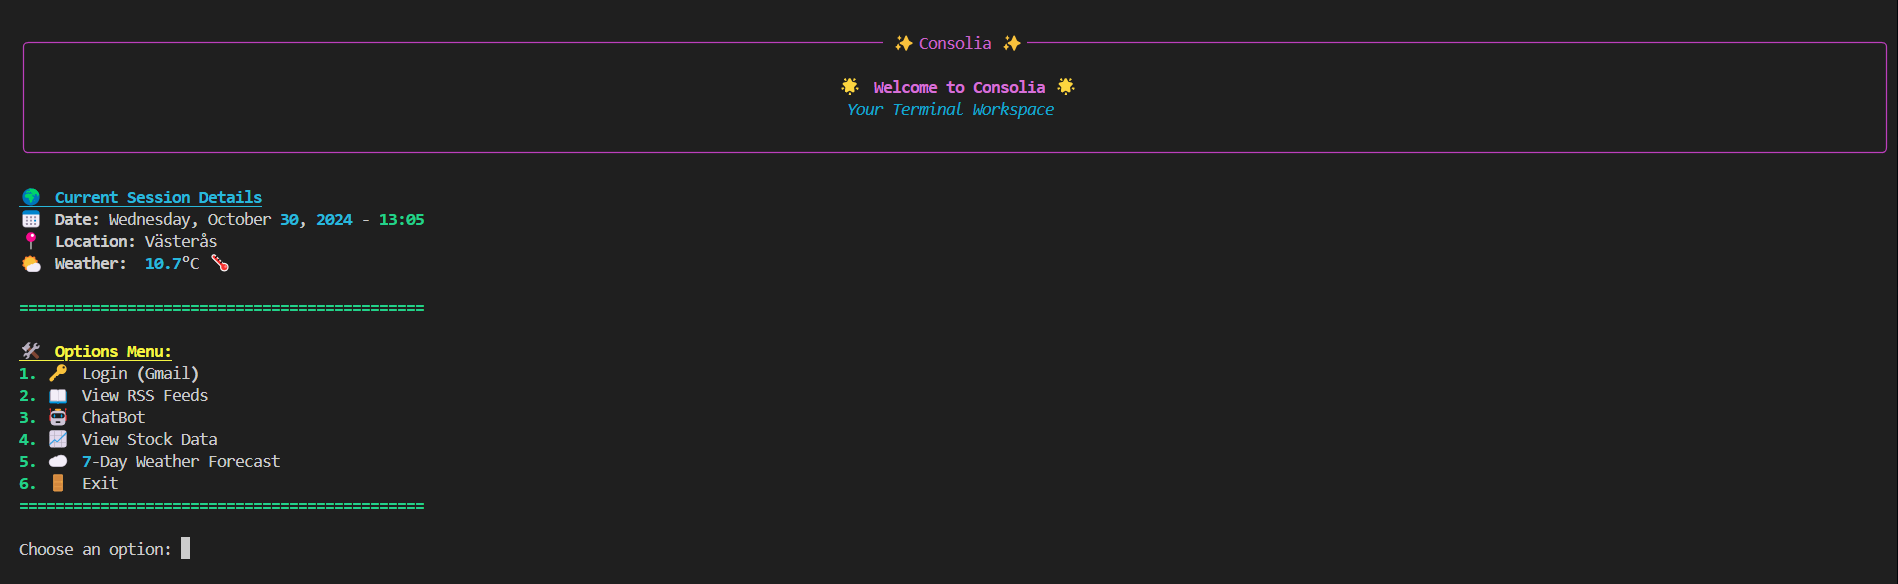 ✨ Consolia ✨
🌟 Welcome to Consolia 🌟
Your Terminal Workspace
🌍 Current Session Details
📅 Date: Wednesday, October 30, 2024 - 13:05
📍 Location: Västerås
🌤 Weather: 10.7°C 🌡
=============================================
🛠 Options Menu:
1. 🔑 Login (Gmail)
2. 📖 View RSS Feeds
3. 🤖 ChatBot
4. 📈 View Stock Data
5. ☁ 7-Day Weather Forecast
6. 🚪 Exit
=============================================
Choose an option: